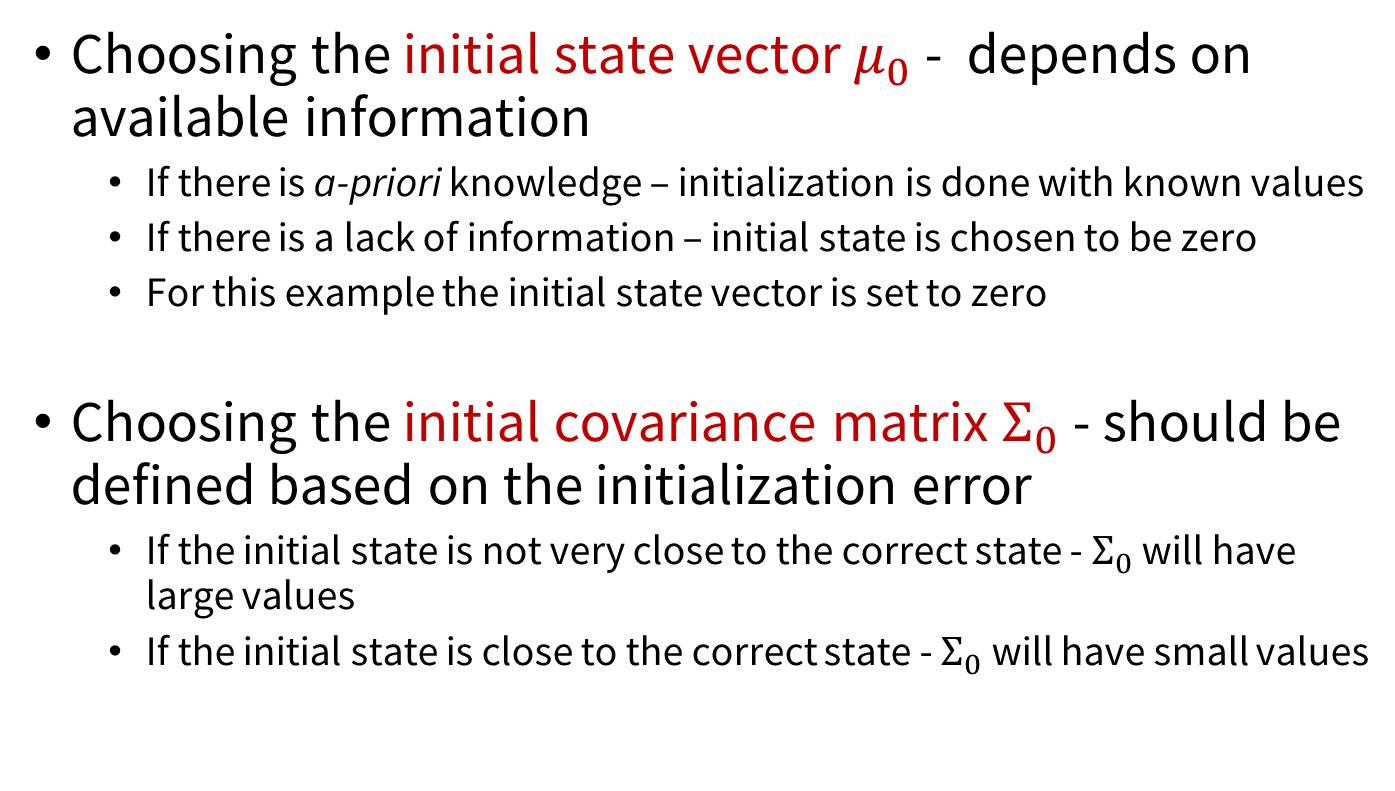 • Choosing the initial state vector μ₀ - depends on
available information
• If there is a-priori knowledge – initialization is done with known values
• If there is a lack of information – initial state is chosen to be zero
• For this example the initial state vector is set to zero
• Choosing the initial covariance matrix Σ₀ - should be
defined based on the initialization error
• If the initial state is not very close to the correct state - Σ₀ will have
large values
• If the initial state is close to the correct state - Σ₀ will have small values